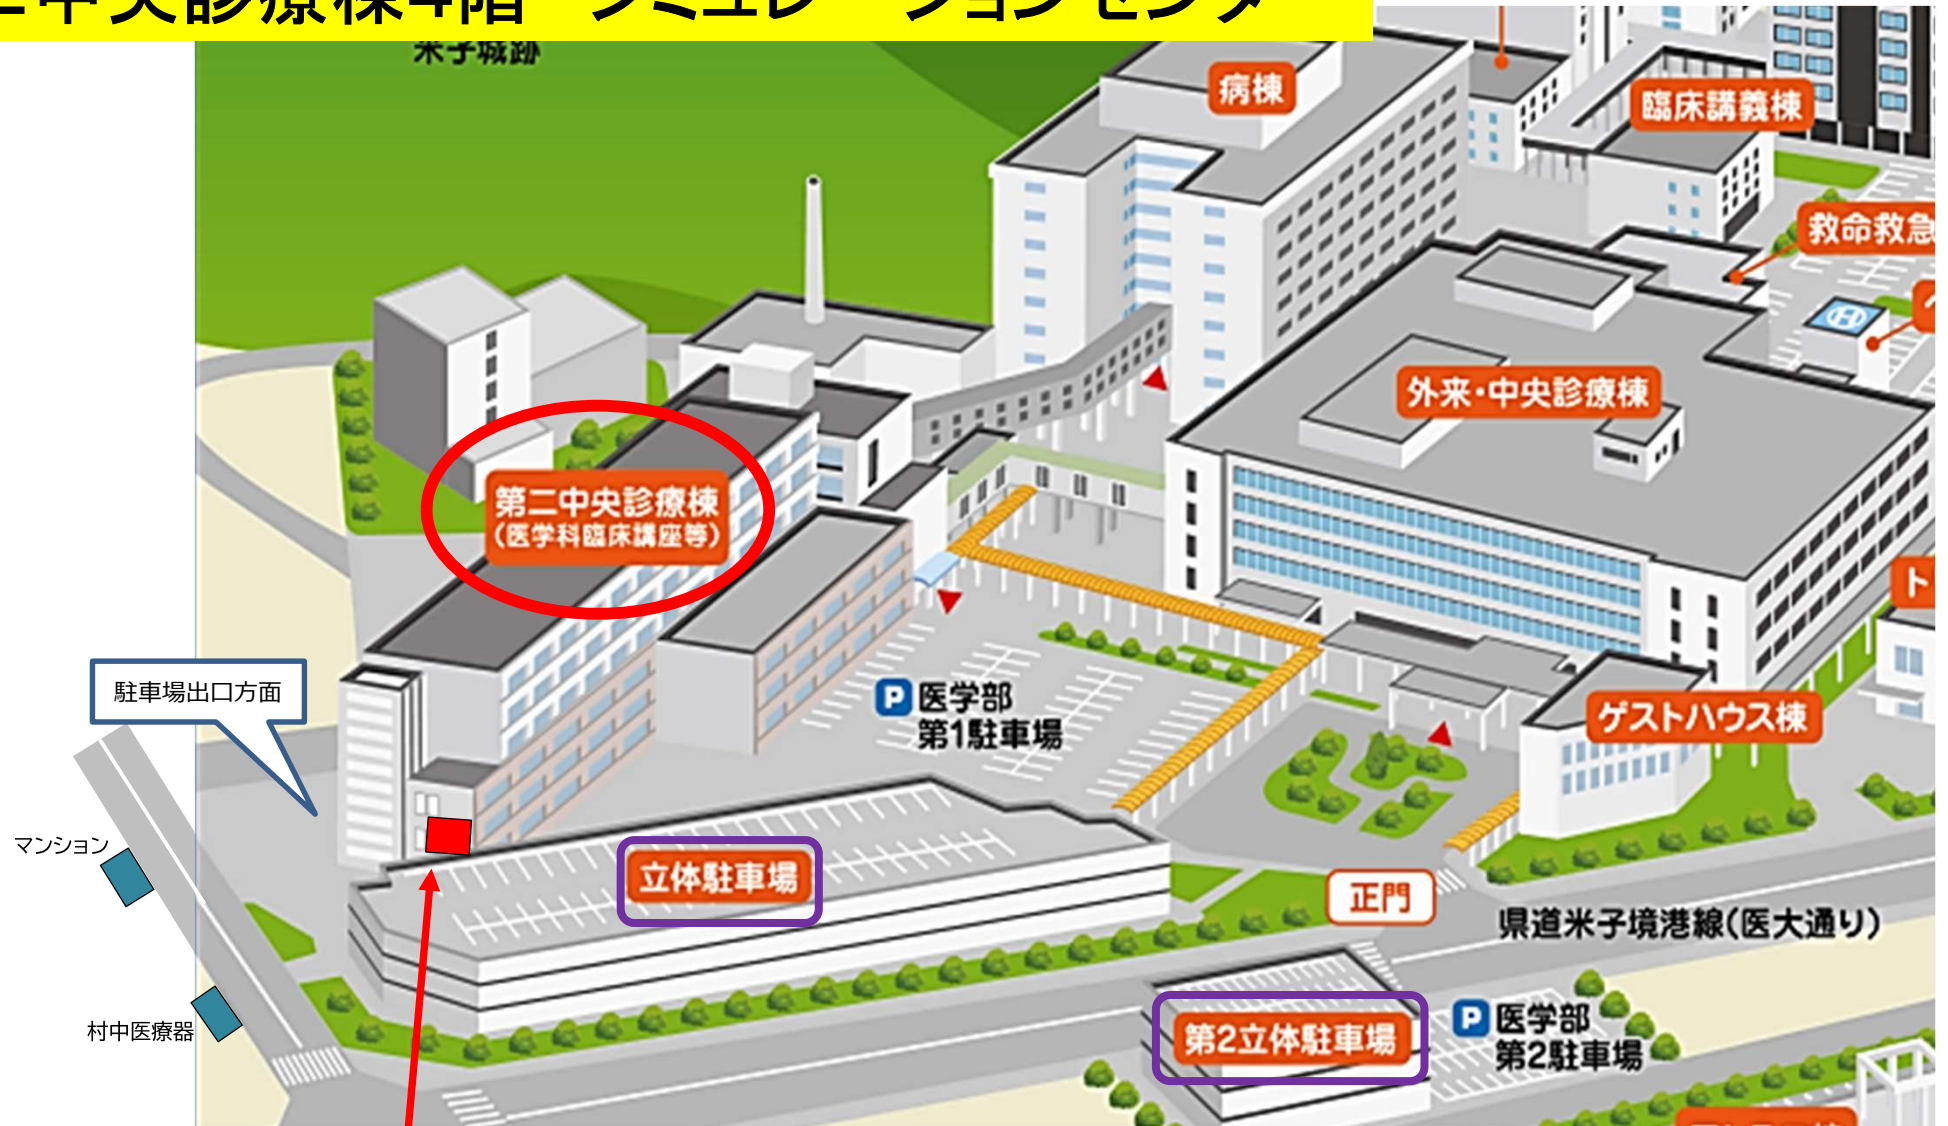 二中央診療棟4階 シミュレーションセンター
米子城跡
病棟
臨床講義棟
救命救急
外来・中央診療棟
第二中央診療棟
(医学科臨床講座等)
駐車場出口方面
P 医学部
第1駐車場
ゲストハウス棟
マンション
立体駐車場
正門
県道米子境港線(医大通り)
村中医療器
第2立体駐車場
P 医学部
第2駐車場